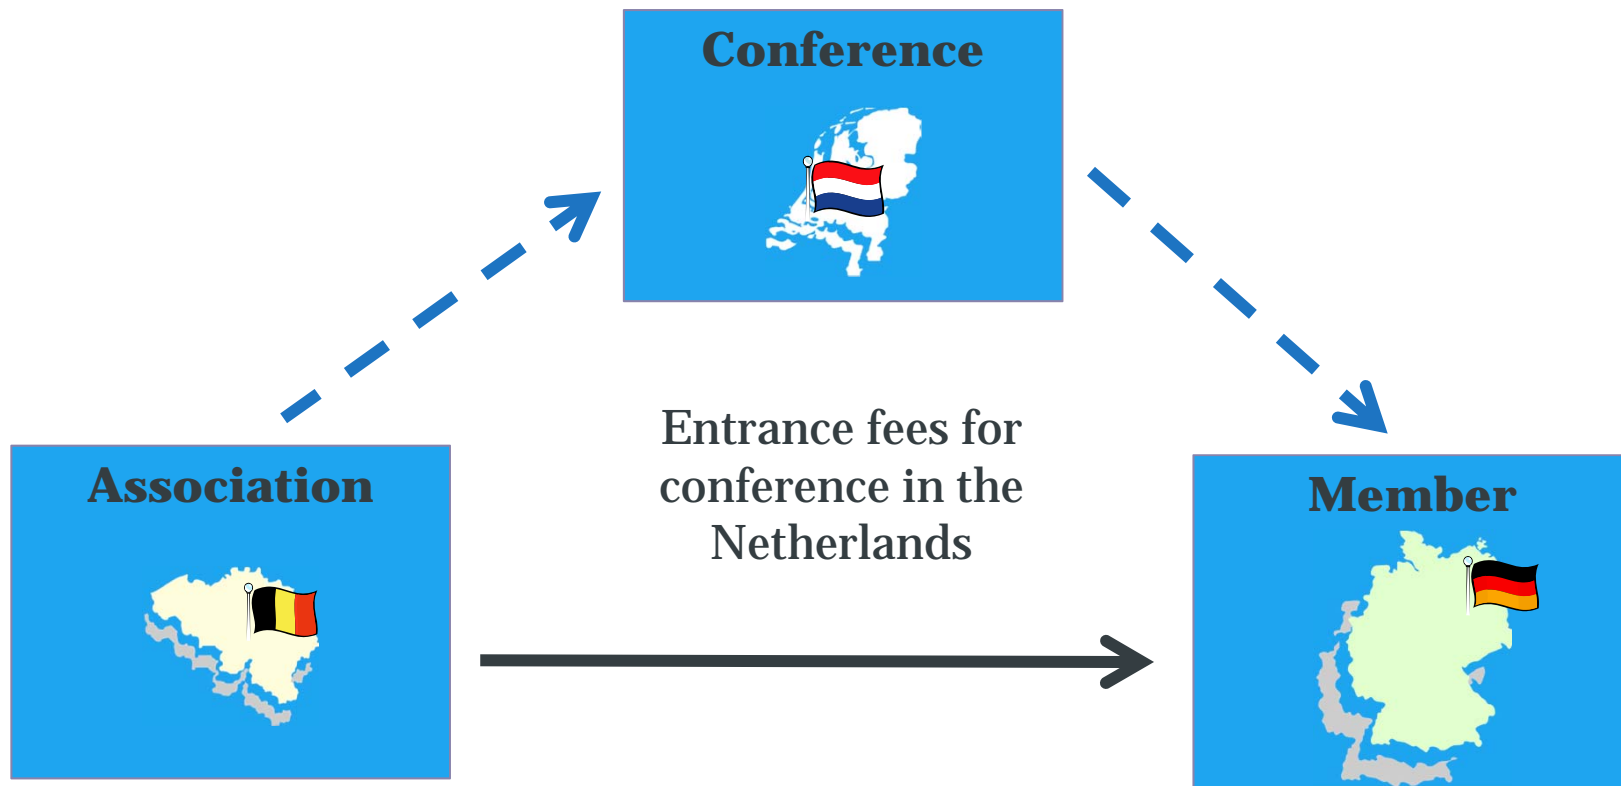 Conference
Entrance fees for
conference in the
Netherlands
Association
Member